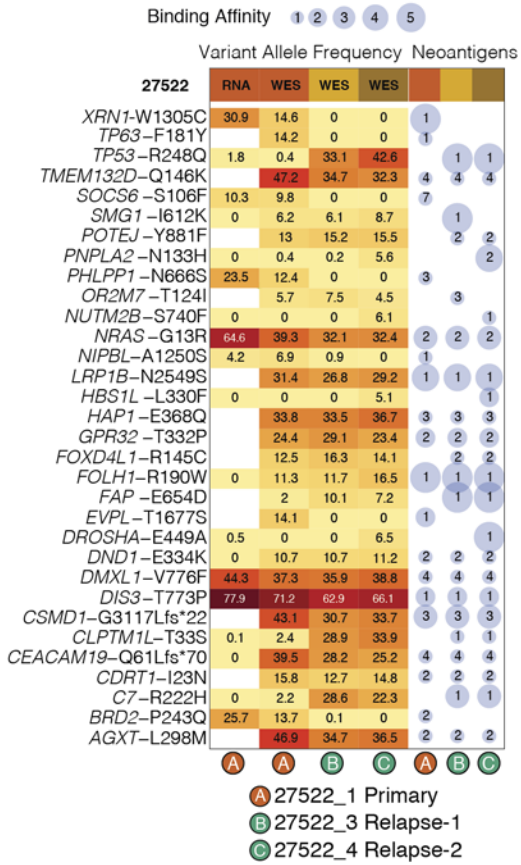 Binding Affinity 1 2 3 4 5
Variant Allele Frequency Neoantigens
27522 RNA WES WES WES
XRN1-W1305C 30.9 14.6 0 0 1
TP63-F181Y 14.2 0 0 1
TP53-R248Q 1.8 0.4 33.1 42.6 1 1
TMEM132D-Q146K 47.2 34.7 32.3 4 4 4
SOCS6-S106F 10.3 9.8 0 0 7
SMG1-I612K 0 6.2 6.1 8.7 1
POTEJ-Y881F 13 15.2 15.5 2 2
PNPLA2-N133H 0 0.4 0.2 5.6 2
PHLPP1-N666S 23.5 12.4 0 0 3
OR2M7-T124I 5.7 7.5 4.5 3
NUTM2B-S740F 0 0 0 6.1 1
NRAS-G13R 64.6 39.3 32.1 32.4 2 2 2
NIPBL-A1250S 4.2 6.9 0.9 0 1
LRP1B-N2549S 31.4 26.8 29.2 1 1 1
HBS1L-L330F 0 0 0 5.1 1
HAP1-E368Q 33.8 33.5 36.7 3 3 3
GPR32-T332P 24.4 29.1 23.4 2 2 2
FOXD4L1-R145C 12.5 16.3 14.1 2 2
FOLH1-R190W 0 11.3 11.7 16.5 1 1 1
FAP-E654D 2 10.1 7.2 1 1
EVPL-T1677S 14.1 0 0 1
DROSHA-E449A 0.5 0 0 6.5 1
DND1-E334K 0 10.7 10.7 11.2 2 2 2
DMXL1-V776F 44.3 37.3 35.9 38.8 4 4 4
DIS3-T773P 77.9 71.2 62.9 66.1 1 1 1
CSMD1-G3117Lfs*22 43.1 30.7 33.7 3 3 3
CLPTM1L-T33S 0.1 2.4 28.9 33.9 1 1
CEACAM19-Q61Lfs*70 0 39.5 28.2 25.2 4 4 4
CDRT1-I23N 15.8 12.7 14.8 2 2 2
C7-R222H 0 2.2 28.6 22.3 1 1
BRD2-P243Q 25.7 13.7 0.1 0 2
AGXT-L298M 46.9 34.7 36.5 2 2 2
A A B C A B C
A 27522_1 Primary
B 27522_3 Relapse-1
C 27522_4 Relapse-2